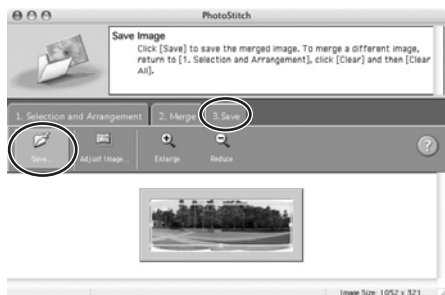 PhotoStitch
Save Image
Click [Save] to save the merged image. To merge a different image,
return to [1. Selection and Arrangement], click [Clear] and then [Clear
All].
1. Selection and Arrangement
2. Merge
3. Save
Save...
Adjust Image...
Enlarge
Reduce
?
Image Size: 1052 x 321